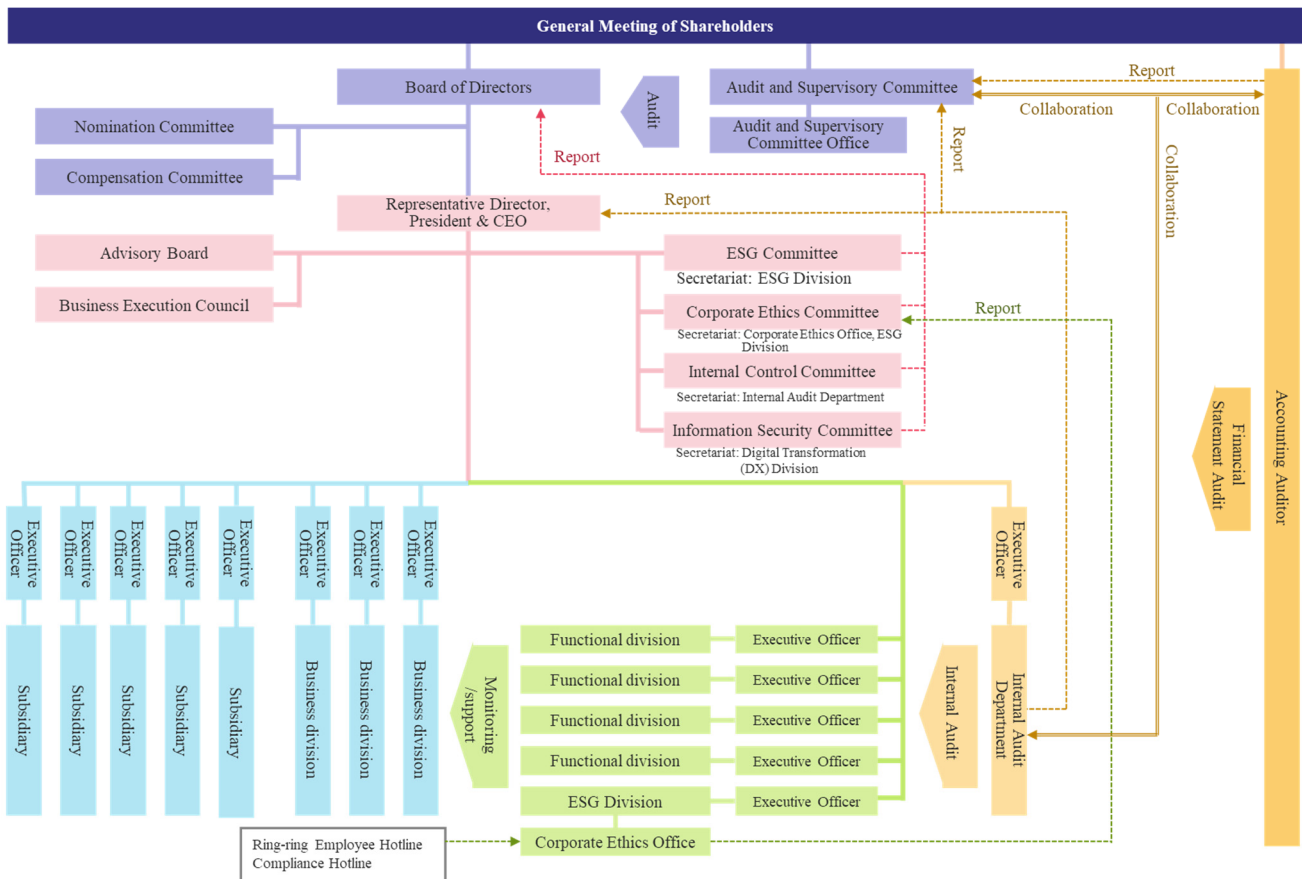 General Meeting of Shareholders
Board of Directors
Audit
Audit and Supervisory Committee
Report
Collaboration
Collaboration
Nomination Committee
Audit and Supervisory
Committee Office
Report
Collaboration
Report
Compensation Committee
Representative Director,
President & CEO
Report
Advisory Board
ESG Committee
Secretariat: ESG Division
Business Execution Council
Corporate Ethics Committee
Report
Secretariat: Corporate Ethics Office, ESG
Division
Internal Control Committee
Secretariat: Internal Audit Department
Information Security Committee
Secretariat: Digital Transformation
(DX) Division
Financial
Statement Audit
Accounting Auditor
Executive
Officer
Executive
Officer
Executive
Officer
Executive
Officer
Executive
Officer
Executive
Officer
Executive
Officer
Executive
Officer
Executive
Officer
Subsidiary
Subsidiary
Subsidiary
Subsidiary
Subsidiary
Business division
Business division
Business division
Monitoring
/support
Functional division
Executive Officer
Functional division
Executive Officer
Functional division
Executive Officer
Functional division
Executive Officer
ESG Division
Executive Officer
Internal Audit
Internal Audit
Department
Corporate Ethics Office
Ring-ring Employee Hotline
Compliance Hotline